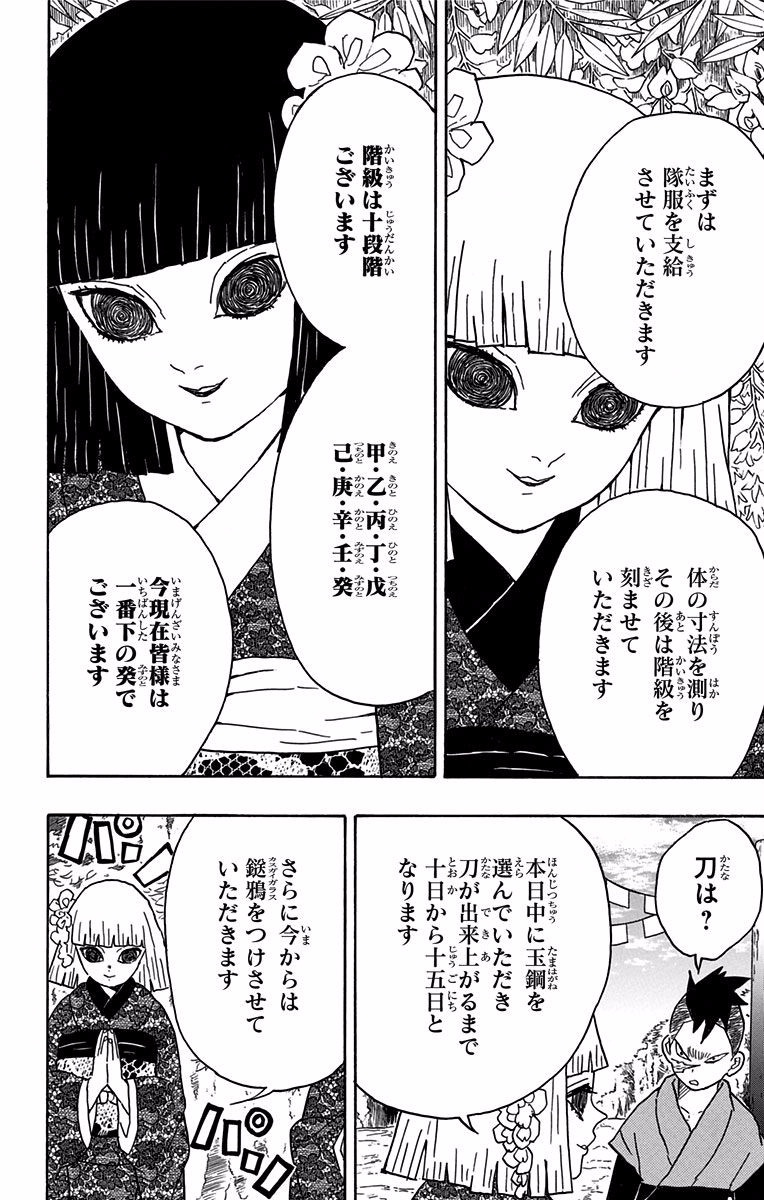 まずは
隊服を支給
させていただきます
体の寸法を測り
その後は階級を
刻ませて
いただきます
階級は十段階
ございます
甲・乙・丙・丁・戊
己・庚・辛・壬・癸
今現在皆様は
一番下の癸で
ございます
刀は?
本日中に玉鋼を
選んでいただき
刀が出来上がるまで
十日から十五日と
なります
さらに今からは
鎹鴉をつけさせて
いただきます
パン
パン